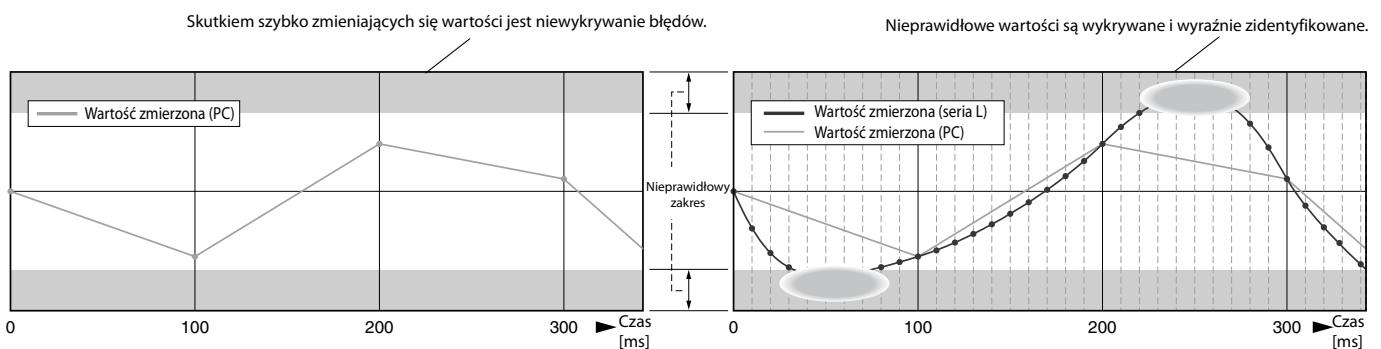 Skutkiem szybko zmieniających się wartości jest niewykrywanie błędów.
Wartość zmierzona (PC)
0
100
200
300
Czas
[ms]
Nieprawidłowy
zakres
Nieprawidłowe wartości są wykrywane i wyraźnie zidentyfikowane.
Wartość zmierzona (seria L)
Wartość zmierzona (PC)
0
100
200
300
Czas
[ms]